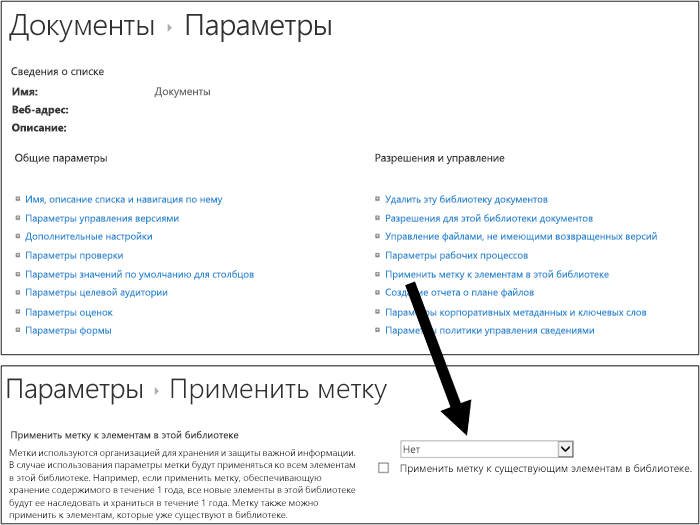 Документы ▸ Параметры
Сведения о списке
Имя: Документы
Веб-адрес:
Описание:
Общие параметры
Имя, описание списка и навигация по нему
Параметры управления версиями
Дополнительные настройки
Параметры проверки
Параметры значений по умолчанию для столбцов
Параметры целевой аудитории
Параметры оценок
Параметры формы
Разрешения и управление
Удалить эту библиотеку документов
Разрешения для этой библиотеки документов
Управление файлами, не имеющими возвращенных версий
Параметры рабочих процессов
Применить метку к элементам в этой библиотеке
Создание отчета о плане файлов
Параметры корпоративных метаданных и ключевых слов
Параметры политики управления сведениями
Параметры ▸ Применить метку
Применить метку к элементам в этой библиотеке
Метки используются организацией для хранения и защиты важной информации.
В случае использования параметры метки будут применяться ко всем элементам
в этой библиотеке. Например, если применить метку, обеспечивающую
хранение содержимого в течение 1 года, все новые элементы в этой библиотеке
будут ее наследовать и храниться в течение 1 года. Метку также можно
применить к элементам, которые уже существуют в библиотеке.
Нет
Применить метку к существующим элементам в библиотеке.